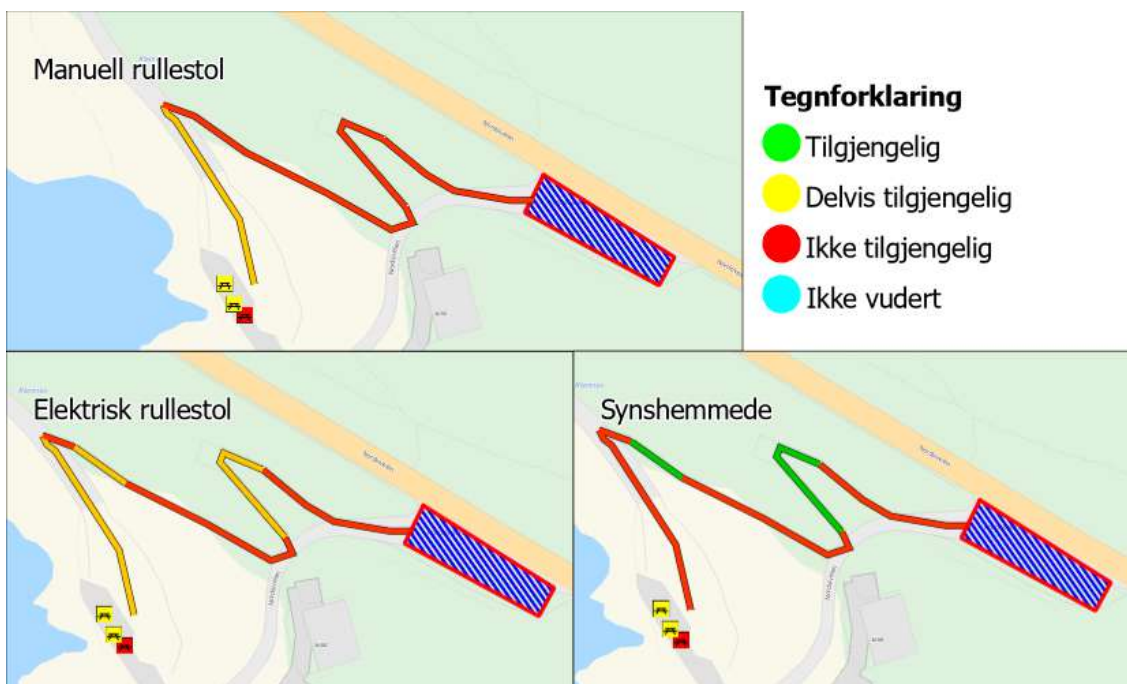 Manuell rullestol
Tegnforklaring
Tilgjengelig
Delvis tilgjengelig
Ikke tilgjengelig
Ikke vudert
Elektrisk rullestol
Synshemmede